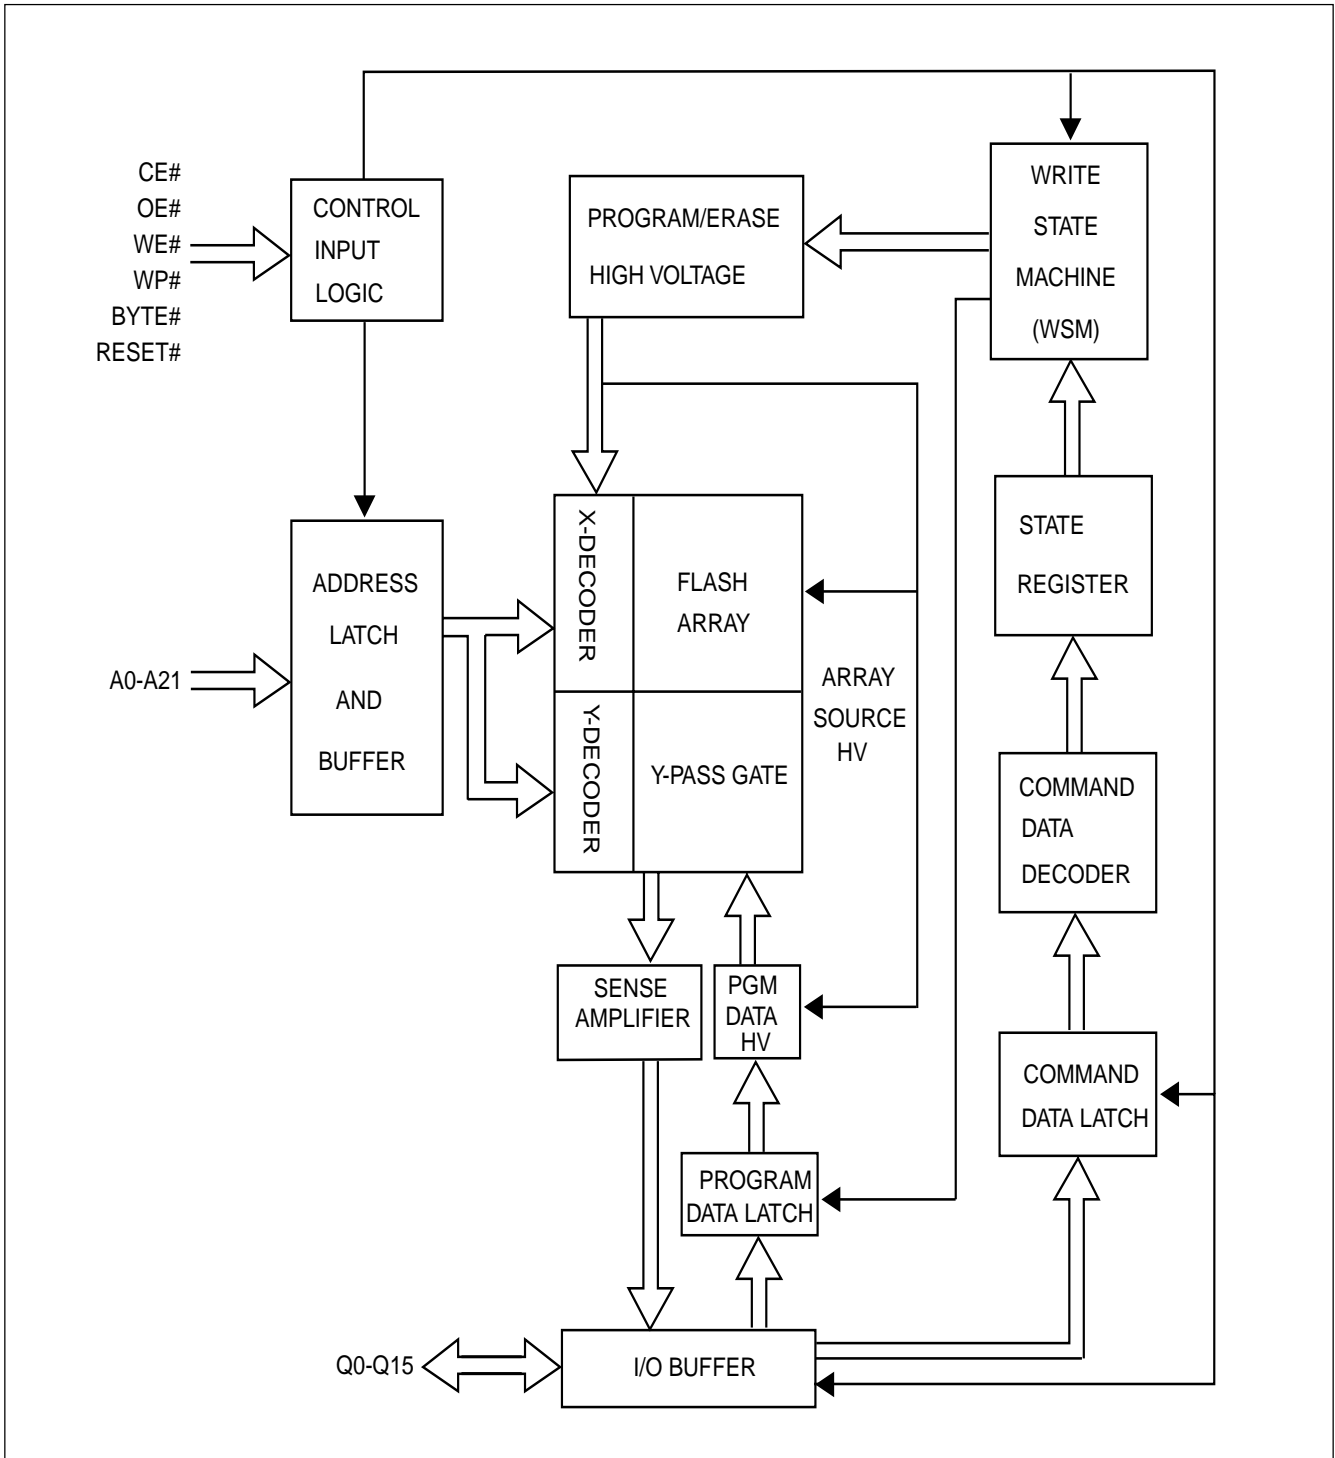 CE#
OE#
WE#
WP#
BYTE#
RESET#
CONTROL
INPUT
LOGIC
PROGRAM/ERASE
HIGH VOLTAGE
WRITE
STATE
MACHINE
(WSM)
STATE
REGISTER
A0-A21
ADDRESS
LATCH
AND
BUFFER
X-DECODER
FLASH
ARRAY
Y-DECODER
Y-PASS GATE
ARRAY
SOURCE
HV
COMMAND
DATA
DECODER
SENSE
AMPLIFIER
PGM
DATA
HV
COMMAND
DATA LATCH
PROGRAM
DATA LATCH
Q0-Q15
I/O BUFFER